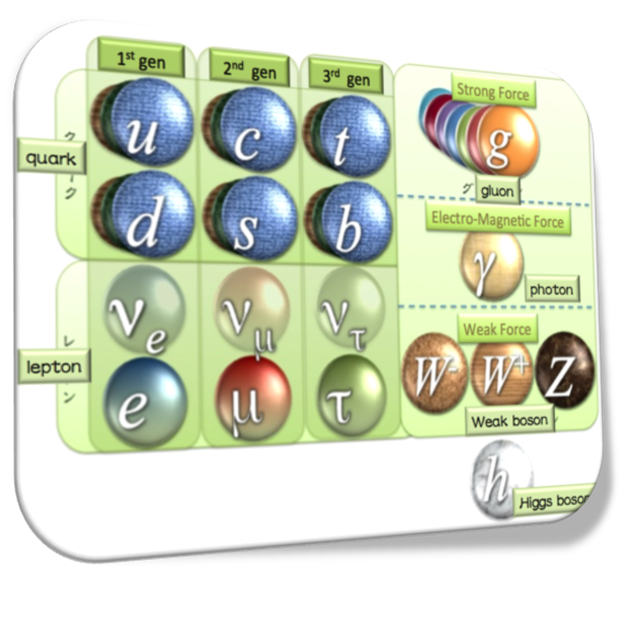 1st gen
2nd gen
3rd gen
quark
u
c
t
d
s
b
lepton
νe
νμ
ντ
e
μ
τ
Strong Force
g
gluon
Electro-Magnetic Force
γ
photon
Weak Force
W-
W+
Z
Weak boson
h
Higgs boson